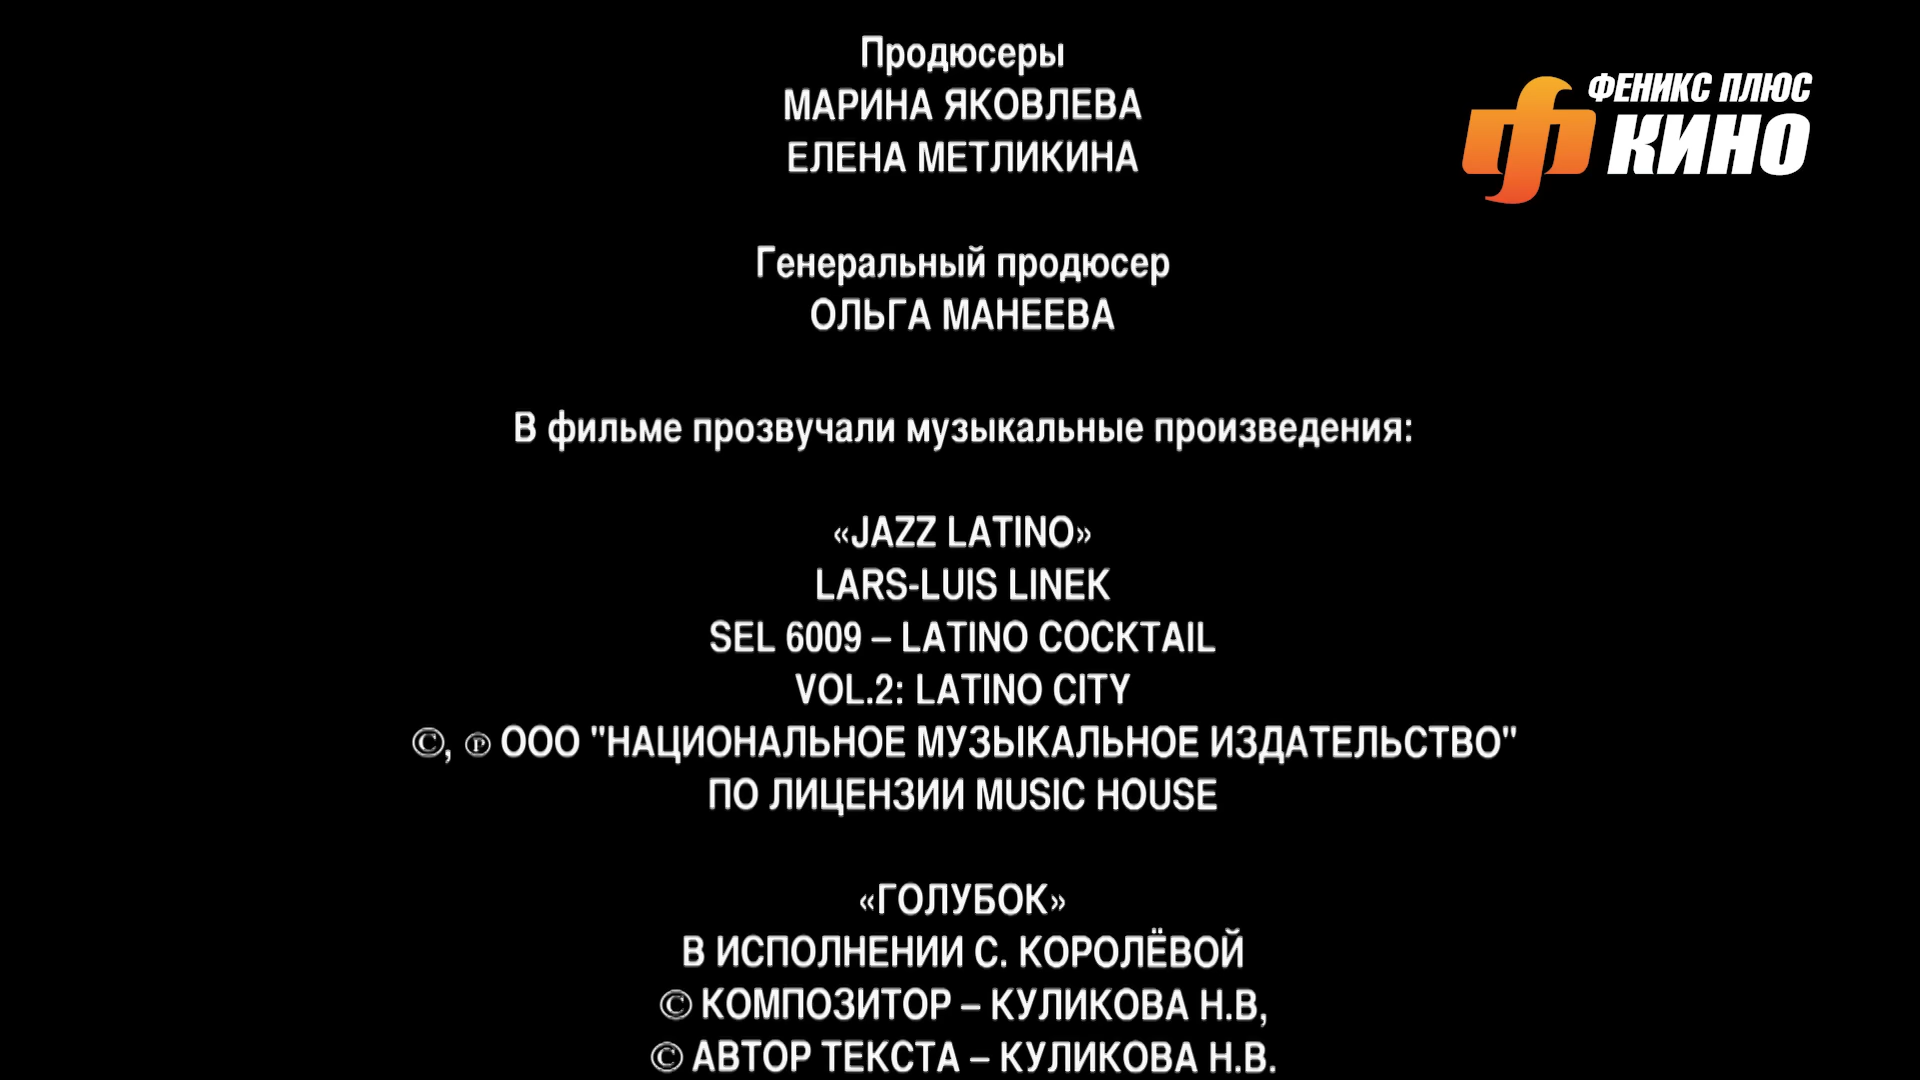 Продюсеры
МАРИНА ЯКОВЛЕВА
ЕЛЕНА МЕТЛИКИНА
ФЕНИКС ПЛЮС
КИНО
Генеральный продюсер
ОЛЬГА МАНЕЕВА
В фильме прозвучали музыкальные произведения:
«JAZZ LATINO»
LARS-LUIS LINEK
SEL 6009 – LATINO COCKTAIL
VOL.2: LATINO CITY
©, ℗ ООО "НАЦИОНАЛЬНОЕ МУЗЫКАЛЬНОЕ ИЗДАТЕЛЬСТВО"
ПО ЛИЦЕНЗИИ MUSIC HOUSE
«ГОЛУБОК»
В ИСПОЛНЕНИИ С. КОРОЛЁВОЙ
© КОМПОЗИТОР – КУЛИКОВА Н.В,
© АВТОР ТЕКСТА – КУЛИКОВА Н.В.